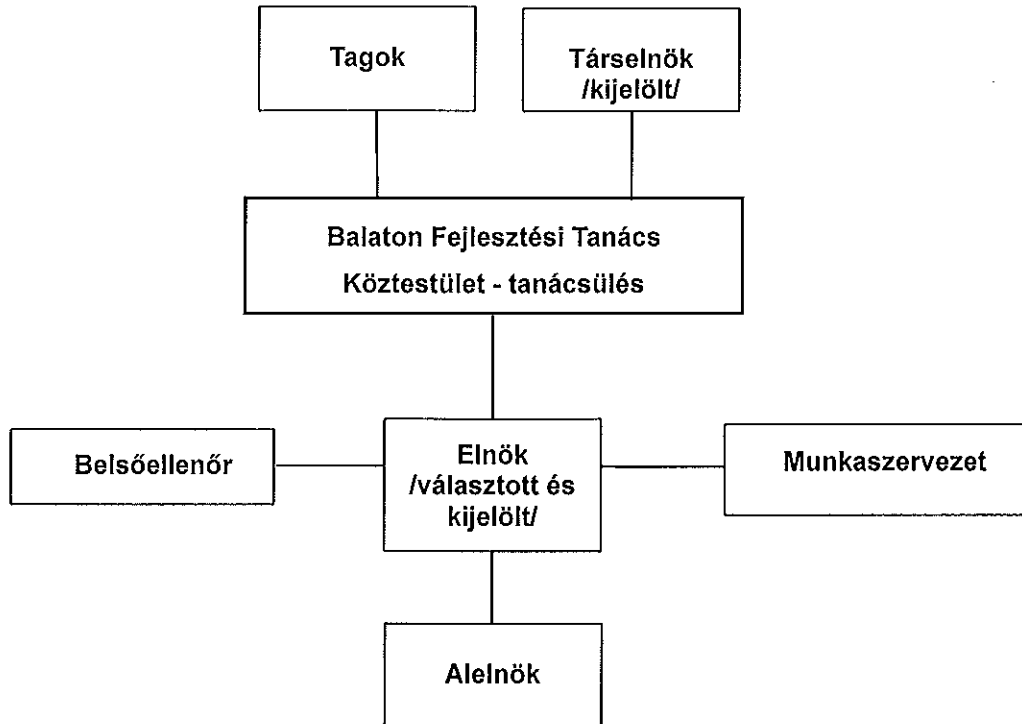 Tagok
Társelnök
/kijelölt/
Balaton Fejlesztési Tanács
Köztestület - tanácsülés
Belsőellenőr
Elnök
/választott és
kijelölt/
Munkaszervezet
Alelnök